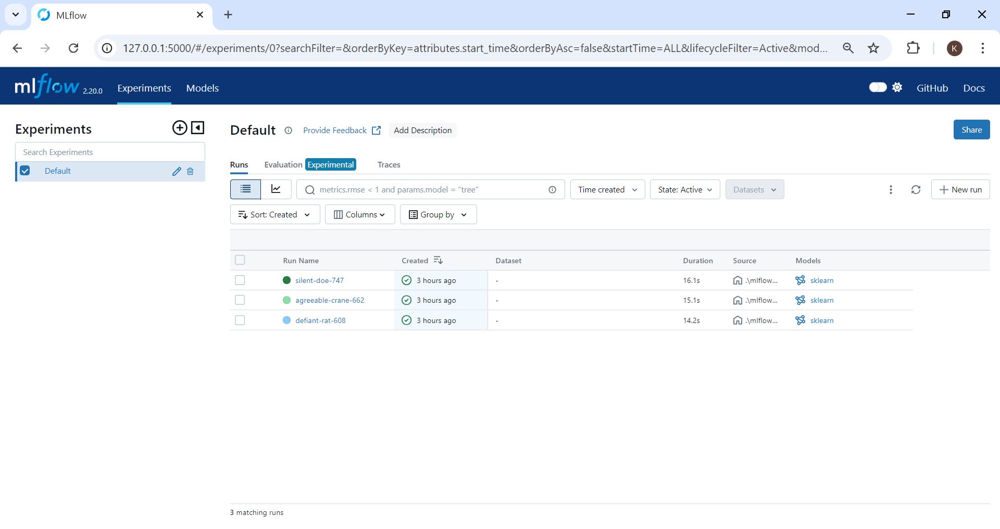 MLflow
127.0.0.1:5000/#/experiments/0?searchFilter=&orderByKey=attributes.start_time&orderByAsc=false&startTime=ALL&lifecycleFilter=Active&mod...
K
mlflow 2.20.0 Experiments Models GitHub Docs
Experiments
Search Experiments
Default
Default Provide Feedback Add Description Share
Runs Evaluation Experimental Traces
metrics.rmse < 1 and params.model = "tree" Time created State: Active Datasets New run
Sort: Created Columns Group by
Run Name Created Dataset Duration Source Models
silent-doe-747 3 hours ago - 16.1s .\mlflow... sklearn
agreeable-crane-662 3 hours ago - 15.1s .\mlflow... sklearn
defiant-rat-608 3 hours ago - 14.2s .\mlflow... sklearn
3 matching runs